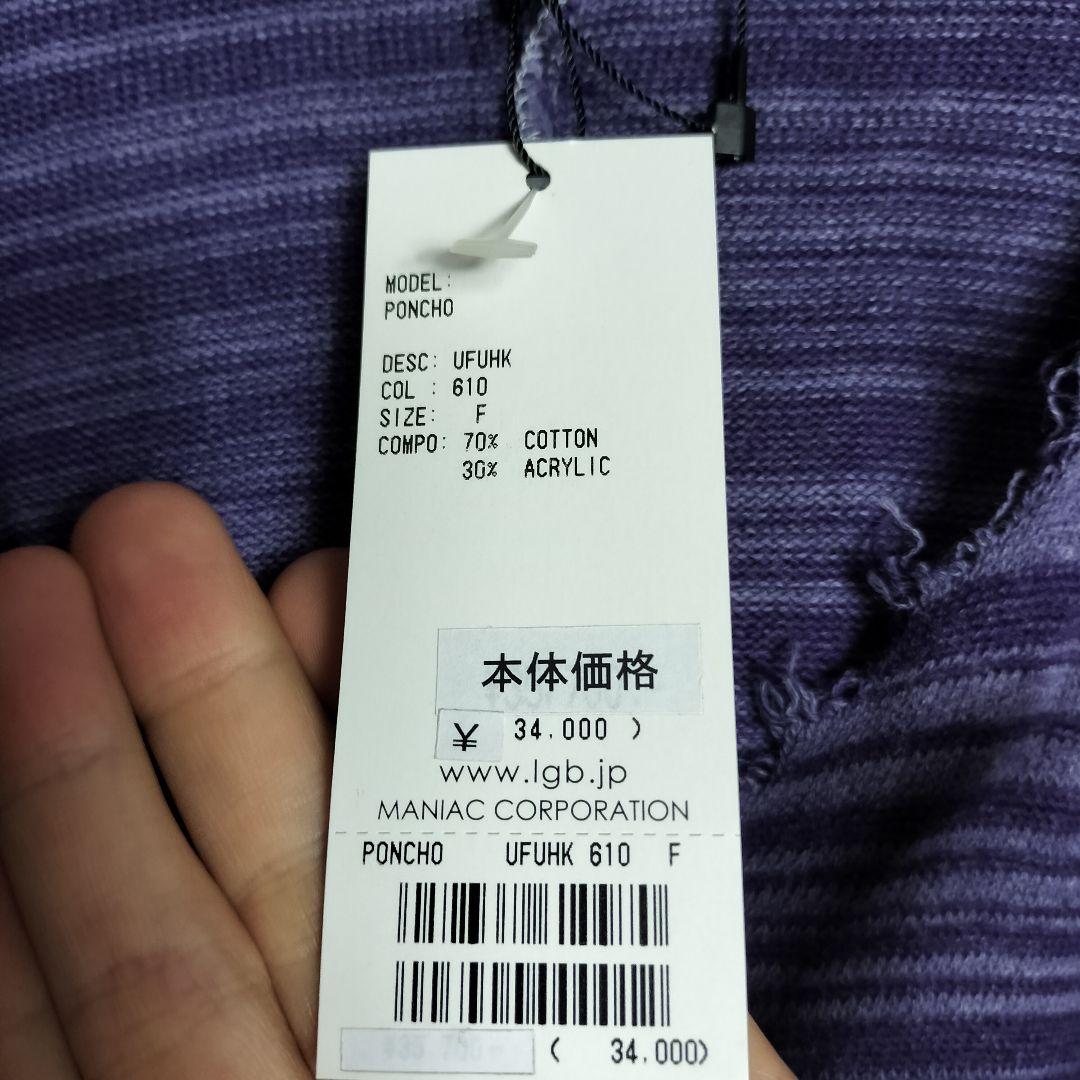 MODEL:
PONCHO
DESC: UFUHK
COL : 610
SIZE: F
COMPO: 70% COTTON
30% ACRYLIC
本体価格
¥ 34.000 )
www.lgb.jp
MANIAC CORPORATION
PONCHO UFUHK 610 F
( 34.000)